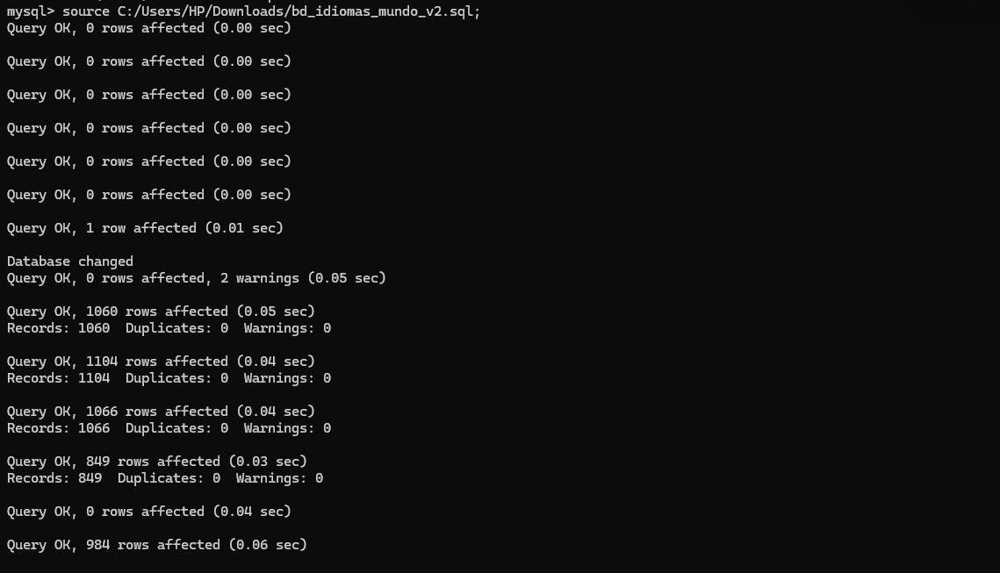 mysql> source C:/Users/HP/Downloads/bd_idiomas_mundo_v2.sql;
Query OK, 0 rows affected (0.00 sec)
Query OK, 0 rows affected (0.00 sec)
Query OK, 0 rows affected (0.00 sec)
Query OK, 0 rows affected (0.00 sec)
Query OK, 0 rows affected (0.00 sec)
Query OK, 0 rows affected (0.00 sec)
Query OK, 1 row affected (0.01 sec)
Database changed
Query OK, 0 rows affected, 2 warnings (0.05 sec)
Query OK, 1060 rows affected (0.05 sec)
Records: 1060  Duplicates: 0  Warnings: 0
Query OK, 1104 rows affected (0.04 sec)
Records: 1104  Duplicates: 0  Warnings: 0
Query OK, 1066 rows affected (0.04 sec)
Records: 1066  Duplicates: 0  Warnings: 0
Query OK, 849 rows affected (0.03 sec)
Records: 849  Duplicates: 0  Warnings: 0
Query OK, 0 rows affected (0.04 sec)
Query OK, 984 rows affected (0.06 sec)